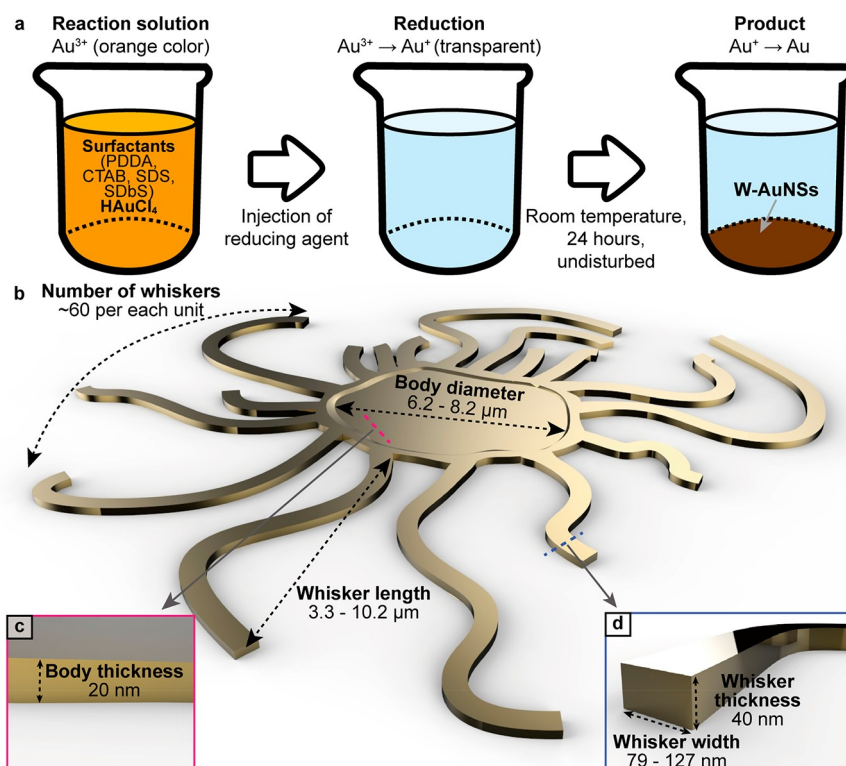 a
Reaction solution
Au³⁺ (orange color)
Surfactants
(PDDA,
CTAB, SDS,
SDbS)
HAuCl₄
Injection of
reducing agent
Reduction
Au³⁺ → Au⁺ (transparent)
Room temperature,
24 hours,
undisturbed
Product
Au⁺ → Au
W-AuNSs
b
Number of whiskers
~60 per each unit
Body diameter
6.2 - 8.2 µm
Whisker length
3.3 - 10.2 µm
c
Body thickness
20 nm
d
Whisker
thickness
40 nm
Whisker width
79 - 127 nm